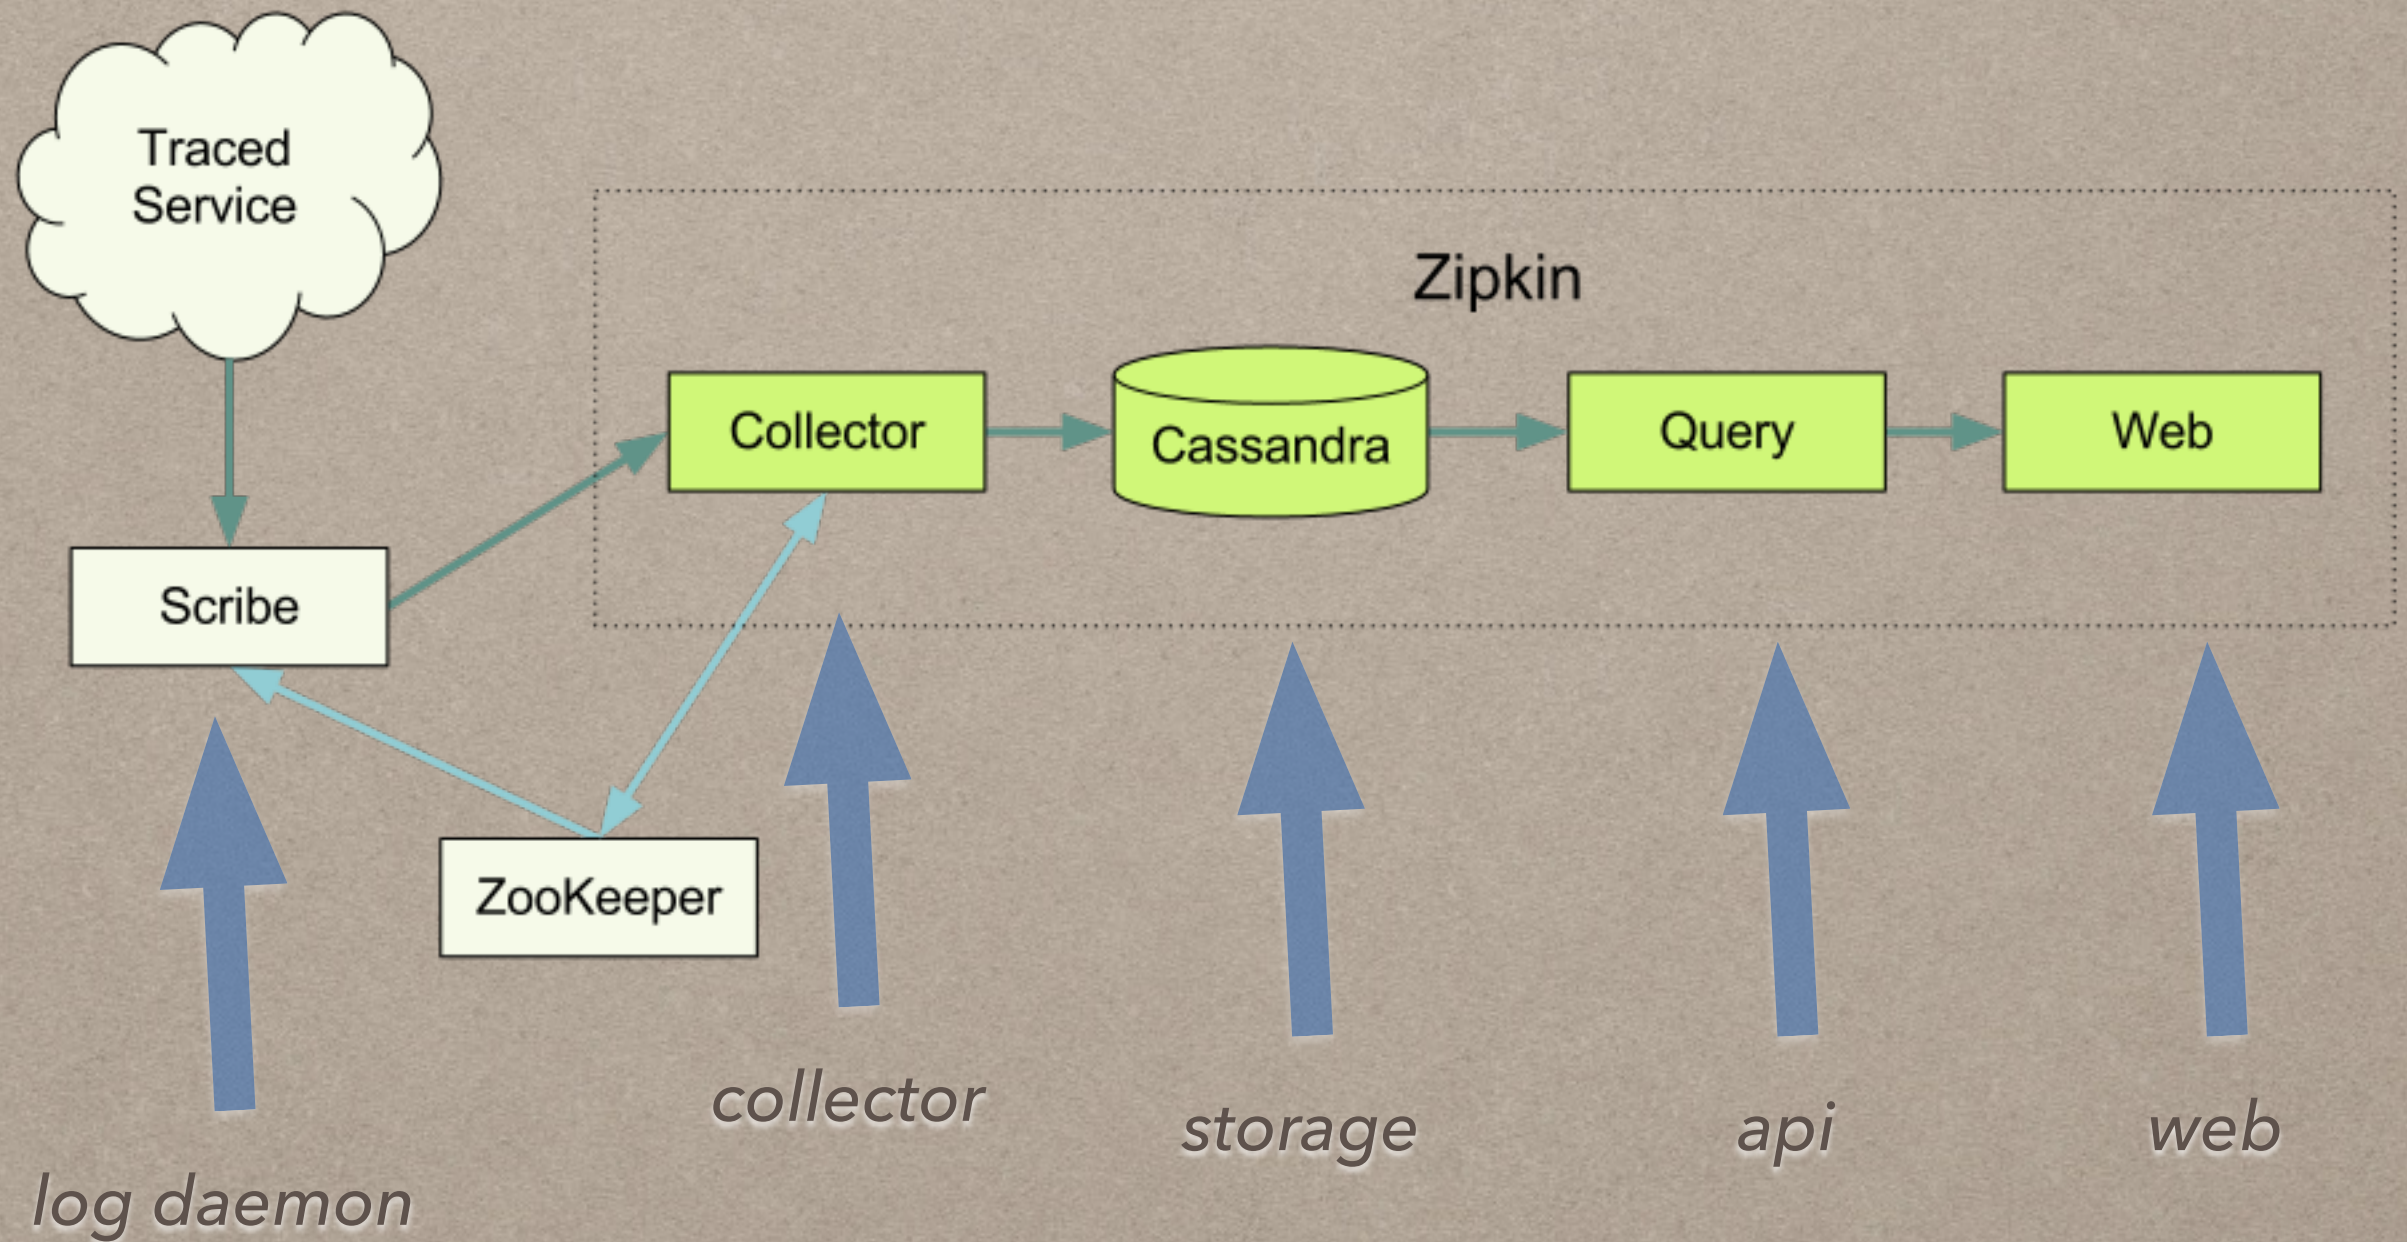 Traced
Service
Zipkin
Collector
Cassandra
Query
Web
Scribe
ZooKeeper
collector
storage
api
web
log daemon